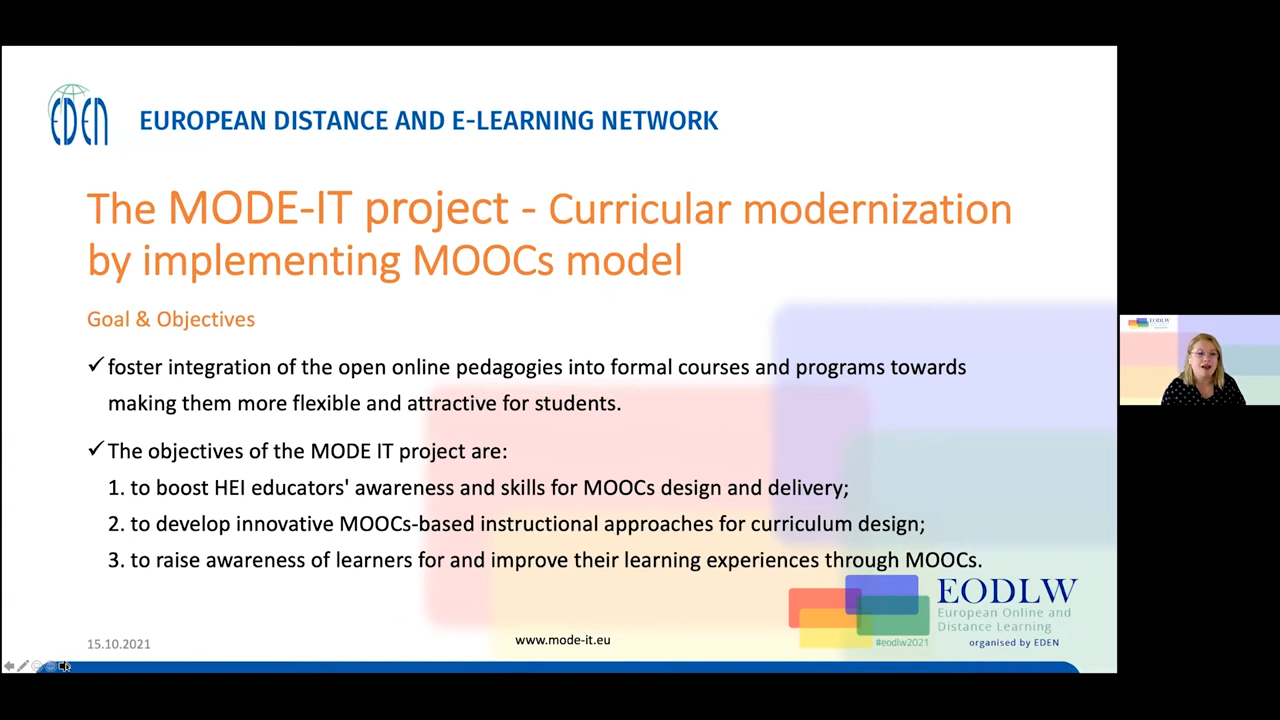 EDEN
EUROPEAN DISTANCE AND E-LEARNING NETWORK
The MODE-IT project - Curricular modernization
by implementing MOOCs model
Goal & Objectives
✓ foster integration of the open online pedagogies into formal courses and programs towards
making them more flexible and attractive for students.
✓ The objectives of the MODE IT project are:
1. to boost HEI educators' awareness and skills for MOOCs design and delivery;
2. to develop innovative MOOCs-based instructional approaches for curriculum design;
3. to raise awareness of learners for and improve their learning experiences through MOOCs.
EODLW
European Online and
Distance Learning
#eodlw2021 organised by EDEN
15.10.2021
www.mode-it.eu
EODLW